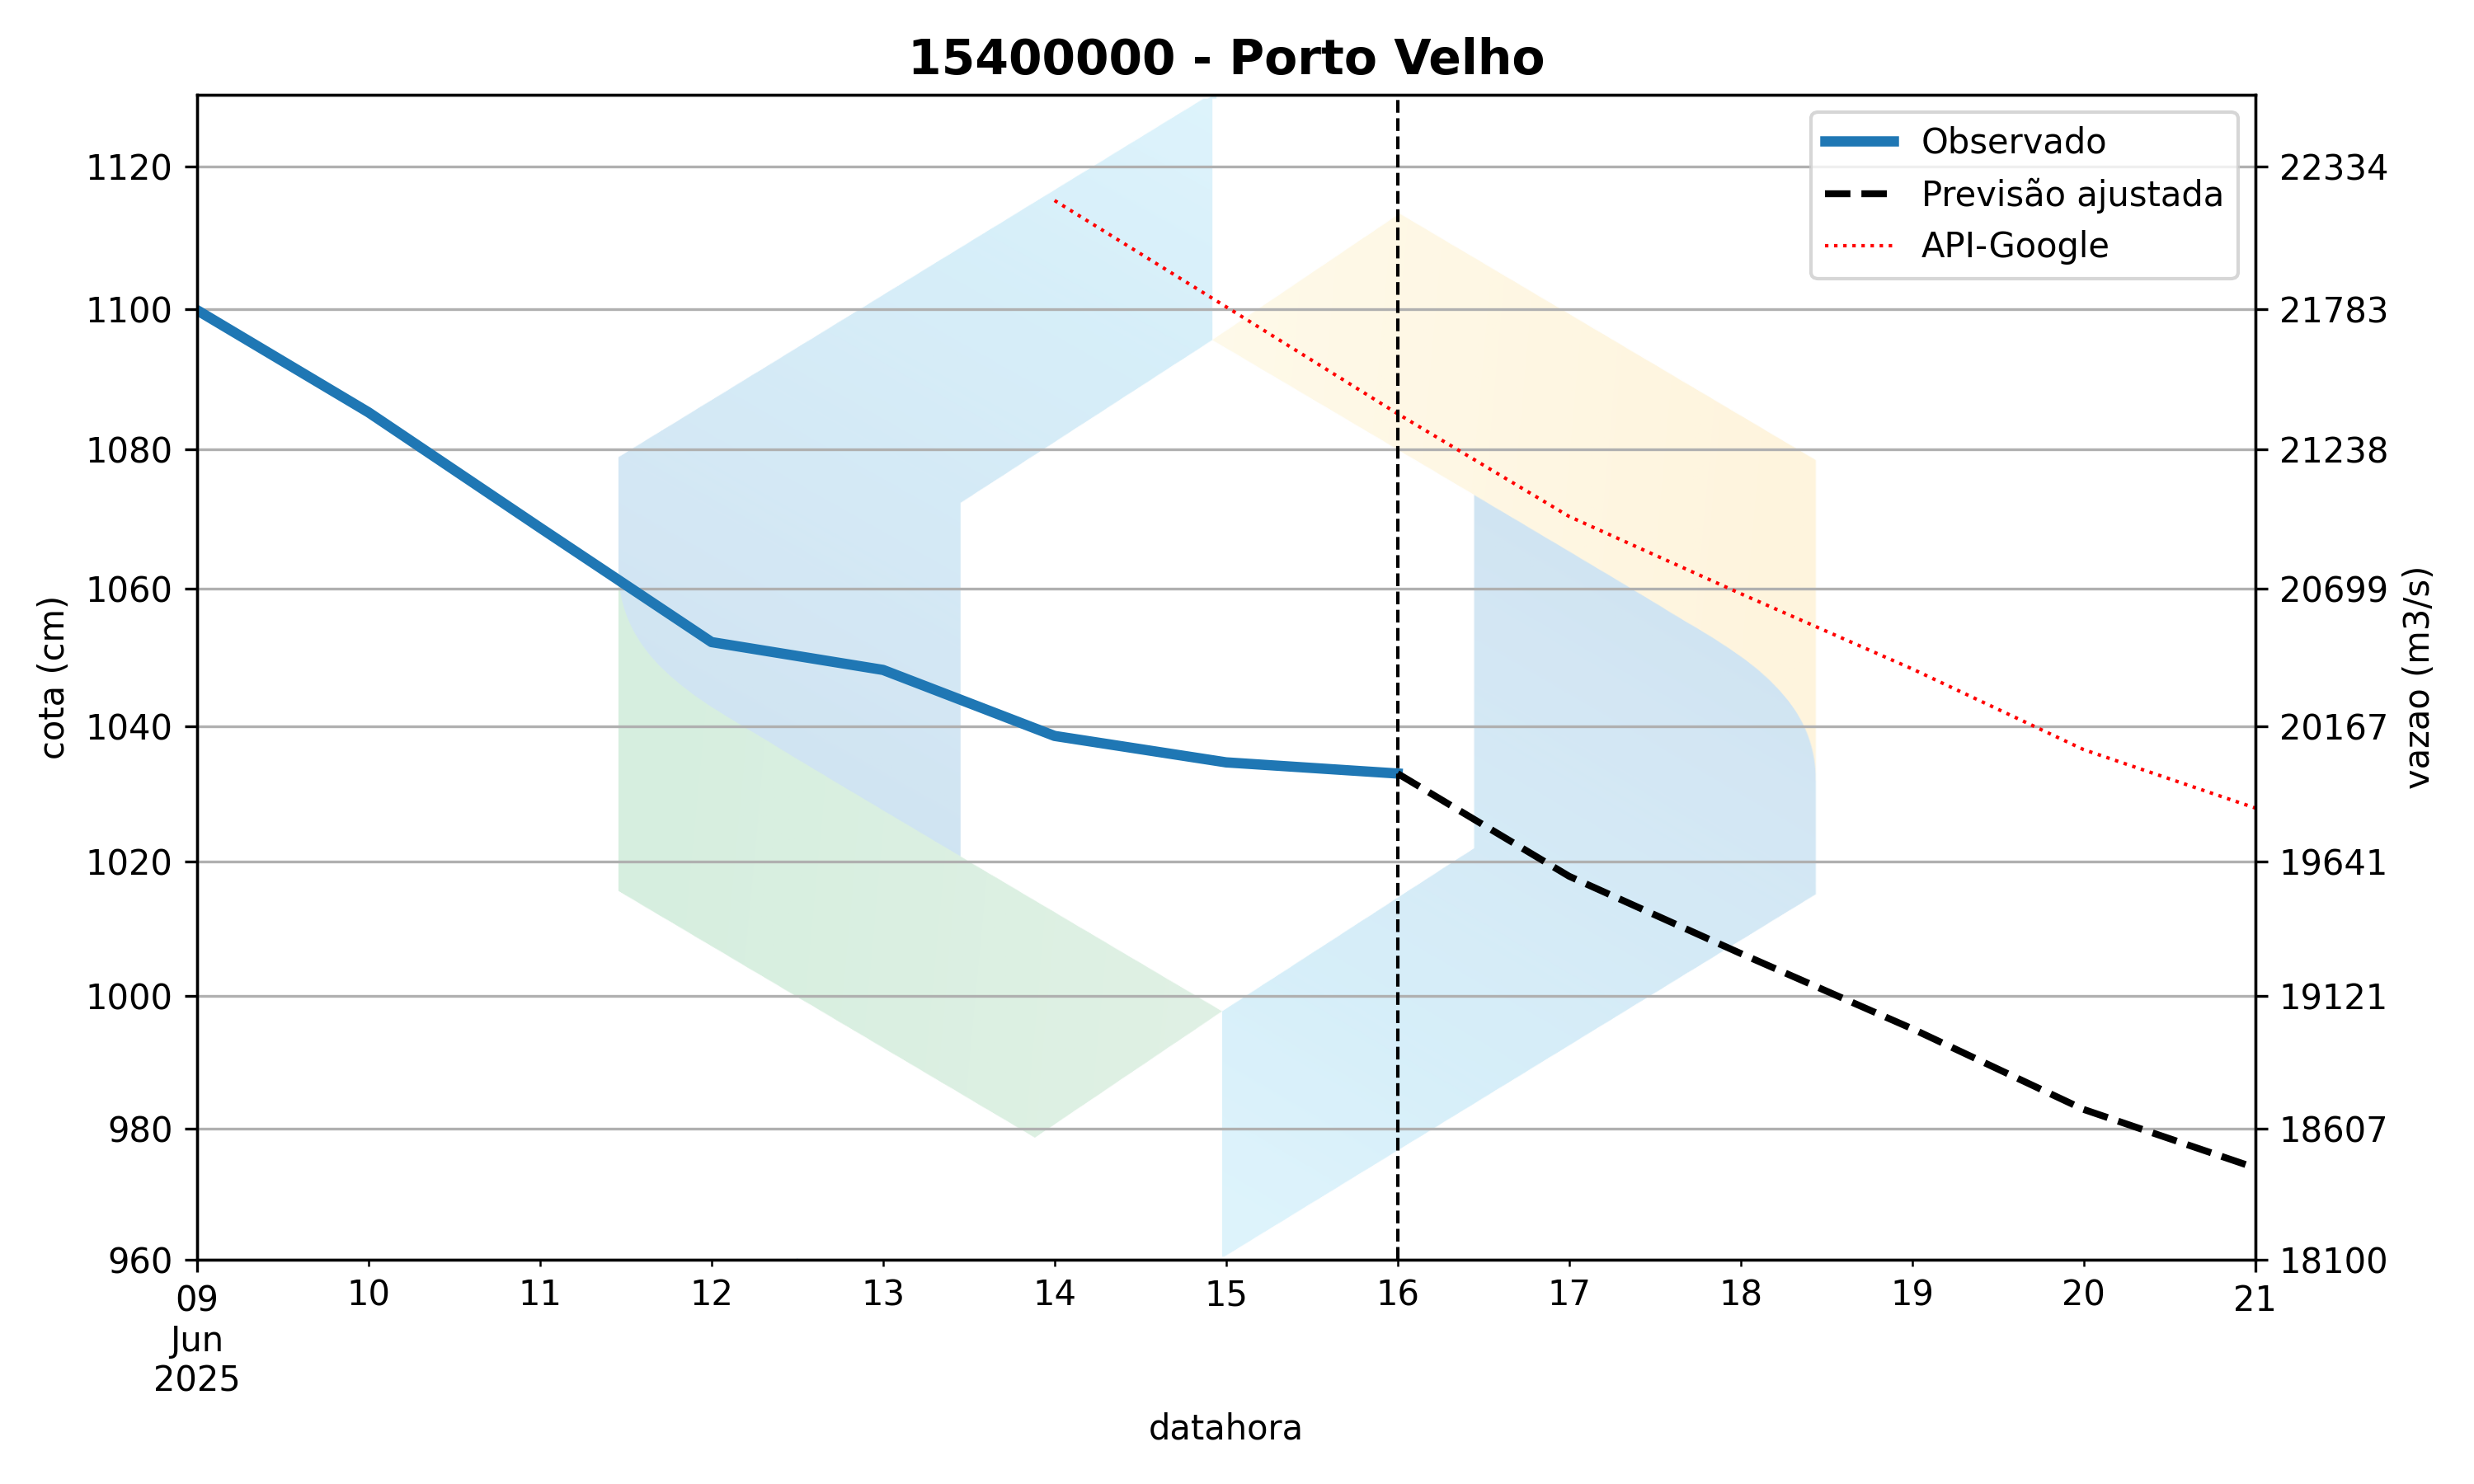 15400000 - Porto Velho
Observado
Previsão ajustada
API-Google
1120
1100
1080
1060
1040
1020
1000
980
960
cota (cm)
22334
21783
21238
20699
20167
19641
19121
18607
18100
vazao (m3/s)
09 10 11 12 13 14 15 16 17 18 19 20 21
Jun
2025
datahora